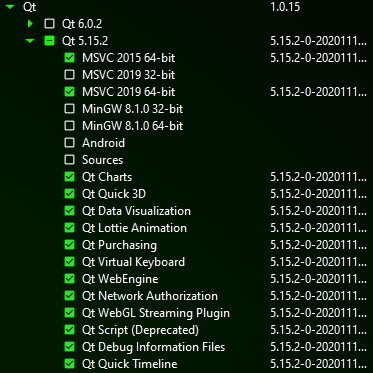 Qt 1.0.15
Qt 6.0.2
Qt 5.15.2 5.15.2-0-2020111...
MSVC 2015 64-bit 5.15.2-0-2020111...
MSVC 2019 32-bit
MSVC 2019 64-bit 5.15.2-0-2020111...
MinGW 8.1.0 32-bit
MinGW 8.1.0 64-bit
Android
Sources
Qt Charts 5.15.2-0-2020111...
Qt Quick 3D 5.15.2-0-2020111...
Qt Data Visualization 5.15.2-0-2020111...
Qt Lottie Animation 5.15.2-0-2020111...
Qt Purchasing 5.15.2-0-2020111...
Qt Virtual Keyboard 5.15.2-0-2020111...
Qt WebEngine 5.15.2-0-2020111...
Qt Network Authorization 5.15.2-0-2020111...
Qt WebGL Streaming Plugin 5.15.2-0-2020111...
Qt Script (Deprecated) 5.15.2-0-2020111...
Qt Debug Information Files 5.15.2-0-2020111...
Qt Quick Timeline 5.15.2-0-2020111...